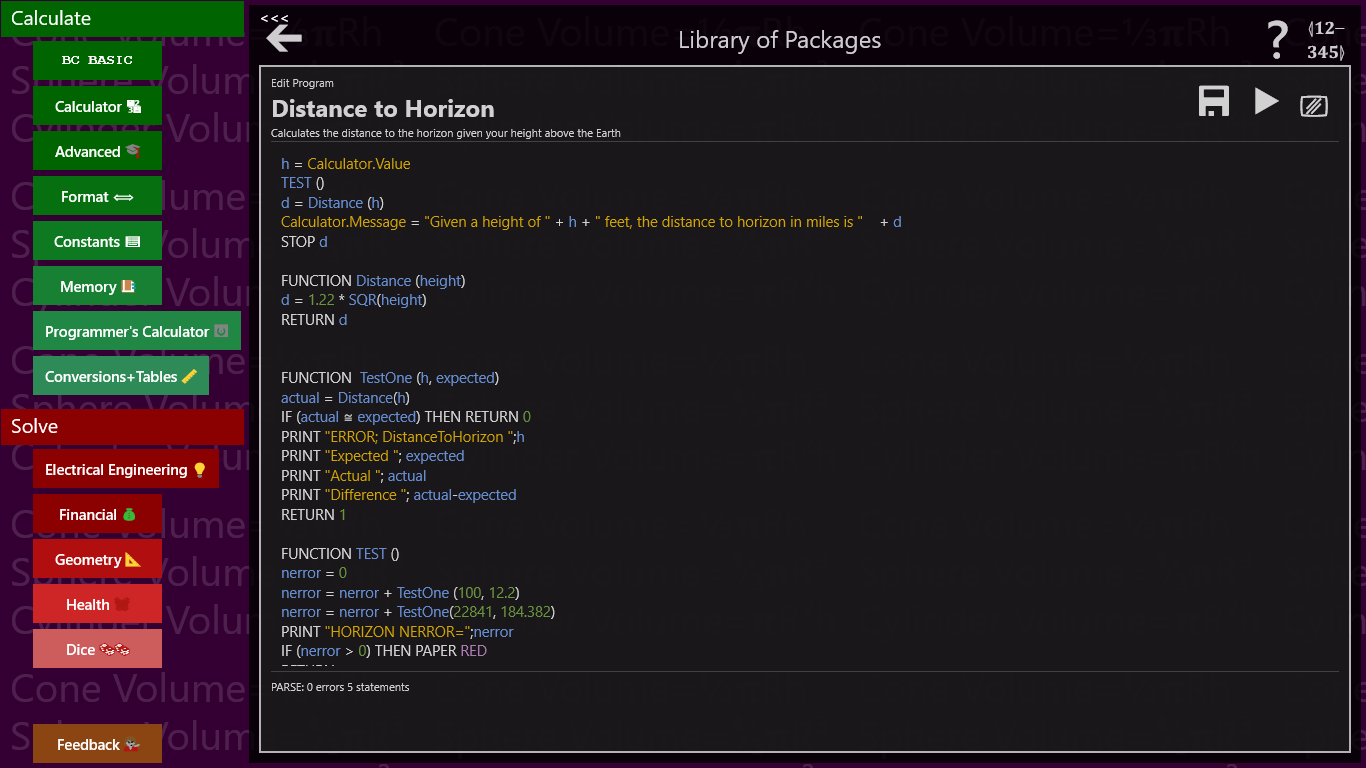 Calculate
BC BASIC
Calculator
Advanced
Format ⟺
Constants
Memory
Programmer's Calculator
Conversions+Tables
Solve
Electrical Engineering
Financial
Geometry
Health
Dice
Feedback
<<<
Library of Packages
?
⟬12–
345⟭
Edit Program
Distance to Horizon
Calculates the distance to the horizon given your height above the Earth
h = Calculator.Value
TEST ()
d = Distance (h)
Calculator.Message = "Given a height of " + h + " feet, the distance to horizon in miles is "    + d
STOP d
FUNCTION Distance (height)
d = 1.22 * SQR(height)
RETURN d
FUNCTION  TestOne (h, expected)
actual = Distance(h)
IF (actual ≅ expected) THEN RETURN 0
PRINT "ERROR; DistanceToHorizon ";h
PRINT "Expected "; expected
PRINT "Actual "; actual
PRINT "Difference "; actual-expected
RETURN 1
FUNCTION TEST ()
nerror = 0
nerror = nerror + TestOne (100, 12.2)
nerror = nerror + TestOne(22841, 184.382)
PRINT "HORIZON NERROR=";nerror
IF (nerror > 0) THEN PAPER RED
PARSE: 0 errors 5 statements